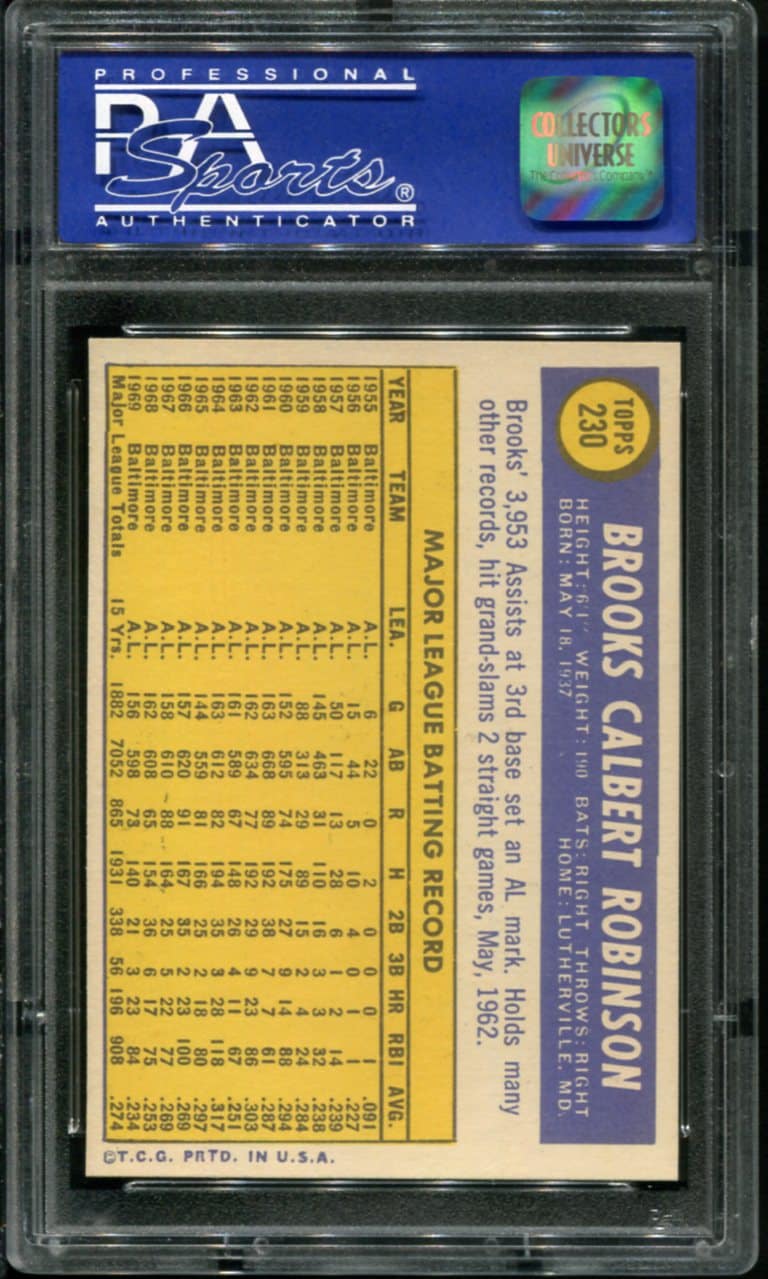 PROFESSIONAL
PSA
Sports®
AUTHENTICATOR
COLLECTORS
UNIVERSE
The Collector's Company™
TOPPS
230
BROOKS CALBERT ROBINSON
HEIGHT: 6'1" WEIGHT: 190 BATS: RIGHT THROWS: RIGHT
BORN: MAY 18, 1937 HOME: LUTHERVILLE, MD.
Brooks' 3,953 Assists at 3rd base set an AL mark. Holds many
other records, hit grand-slams 2 straight games, May, 1962.
MAJOR LEAGUE BATTING RECORD
YEAR TEAM LEA. G AB R H 2B 3B HR RBI AVG.
1955 Baltimore A.L. 6 22 0 2 0 0 0 1 .091
1956 Baltimore A.L. 15 44 5 10 4 0 1 1 .227
1957 Baltimore A.L. 50 117 13 28 6 1 2 14 .239
1958 Baltimore A.L. 145 463 31 110 16 3 3 32 .238
1959 Baltimore A.L. 88 313 29 89 15 2 4 24 .284
1960 Baltimore A.L. 152 595 74 175 27 9 14 88 .294
1961 Baltimore A.L. 163 668 89 192 38 7 7 61 .287
1962 Baltimore A.L. 162 634 77 192 29 9 23 86 .303
1963 Baltimore A.L. 161 589 67 148 26 4 11 67 .251
1964 Baltimore A.L. 163 612 82 194 35 3 28 118 .317
1965 Baltimore A.L. 144 559 81 166 25 2 18 80 .297
1966 Baltimore A.L. 157 620 91 167 35 2 23 100 .269
1967 Baltimore A.L. 158 610 88 164 25 5 22 77 .269
1968 Baltimore A.L. 162 608 65 154 36 6 17 75 .253
1969 Baltimore A.L. 156 598 73 140 21 3 23 84 .234
Major League Totals 15 Yrs. 1882 7052 865 1931 338 56 196 908 .274
©T.C.G. PRTD. IN U.S.A.